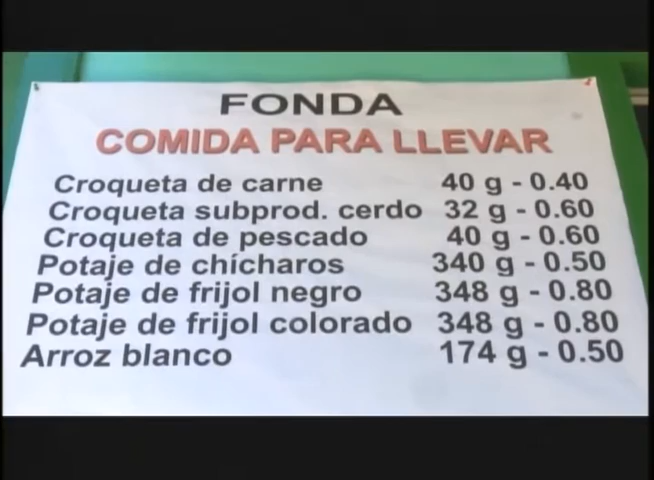 FONDA
COMIDA PARA LLEVAR
Croqueta de carne 40 g - 0.40
Croqueta subprod. cerdo 32 g - 0.60
Croqueta de pescado 40 g - 0.60
Potaje de chícharos 340 g - 0.50
Potaje de frijol negro 348 g - 0.80
Potaje de frijol colorado 348 g - 0.80
Arroz blanco 174 g - 0.50